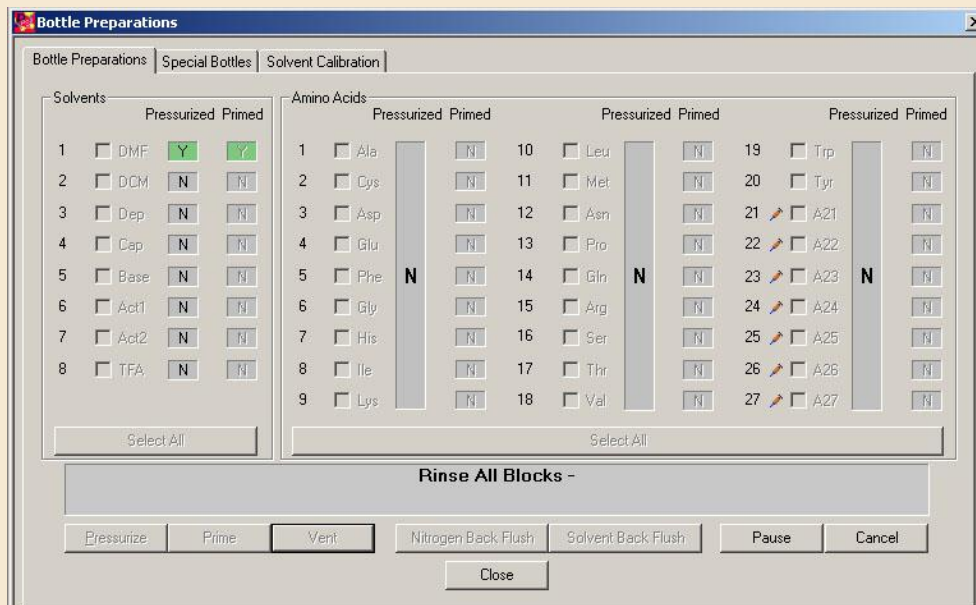 Bottle Preparations
Bottle Preparations Special Bottles Solvent Calibration
Solvents Amino Acids
Pressurized Primed Pressurized Primed Pressurized Primed Pressurized Primed
1 DMF Y Y 1 Ala N 10 Leu N 19 Trp N
2 DCM N N 2 Cys N 11 Met N 20 Tyr N
3 Dep N N 3 Asp N 12 Asn N 21 A21 N
4 Cap N N 4 Glu N 13 Pro N 22 A22 N
5 Base N N 5 Phe N N 14 Gln N N 23 A23 N N
6 Act1 N N 6 Gly N 15 Arg N 24 A24 N
7 Act2 N N 7 His N 16 Ser N 25 A25 N
8 TFA N N 8 Ile N 17 Thr N 26 A26 N
9 Lys N 18 Val N 27 A27 N
Select All Select All
Rinse All Blocks -
Pressurize Prime Vent Nitrogen Back Flush Solvent Back Flush Pause Cancel
Close